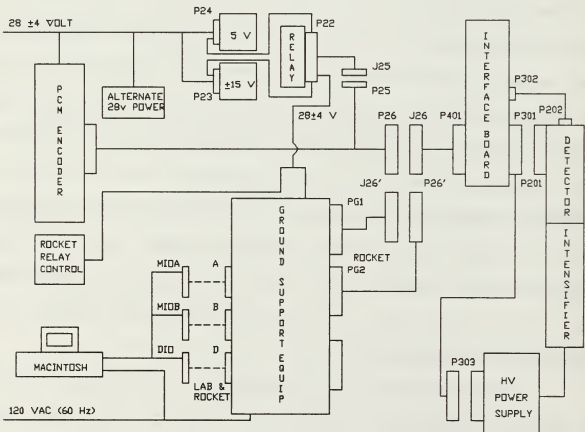 28 ±4 VOLT
P24
5 V
P22
RELAY
J25
P25
INTERFACE BOARD
P302
P202
PCM ENCODER
ALTERNATE
28v POWER
P23
±15 V
28±4 V
P26
J26
P401
P301
DETECTOR
P201
J26'
P26'
PG1
ROCKET
PG2
GROUND SUPPORT EQUIP
ROCKET
RELAY
CONTROL
MIOA
A
MIOB
B
DIO
D
INTENSIFIER
MACINTOSH
LAB &
ROCKET
P303
HV
POWER
SUPPLY
120 VAC (60 Hz)